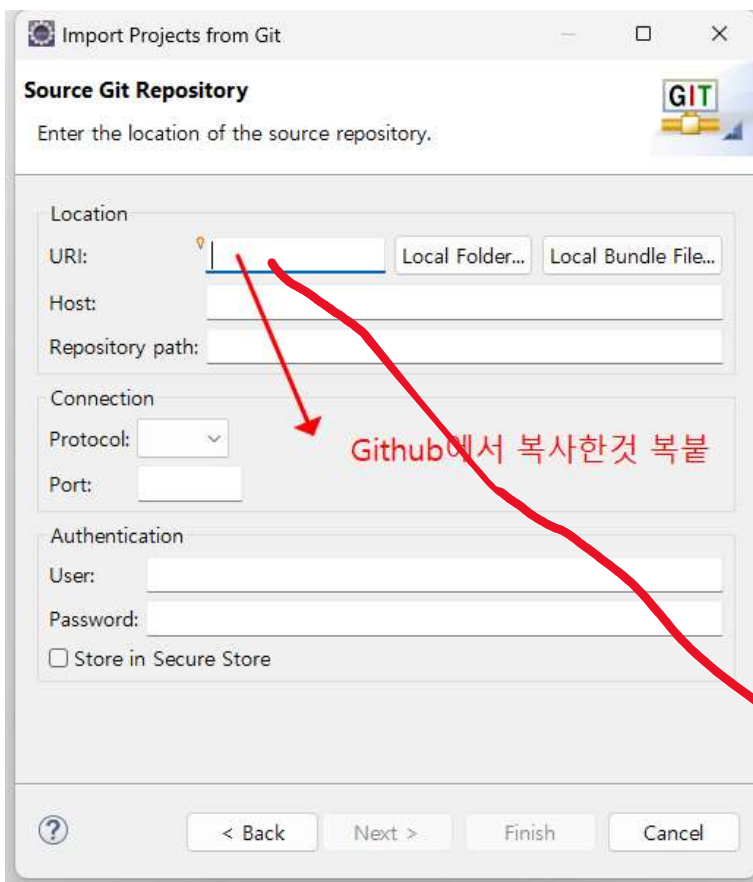 Import Projects from Git
Source Git Repository
GIT
Enter the location of the source repository.
Location
URI:
Local Folder...
Local Bundle File...
Host:
Repository path:
Connection
Protocol:
Github에서 복사한것 복붙
Port:
Authentication
User:
Password:
Store in Secure Store
?
< Back
Next >
Finish
Cancel